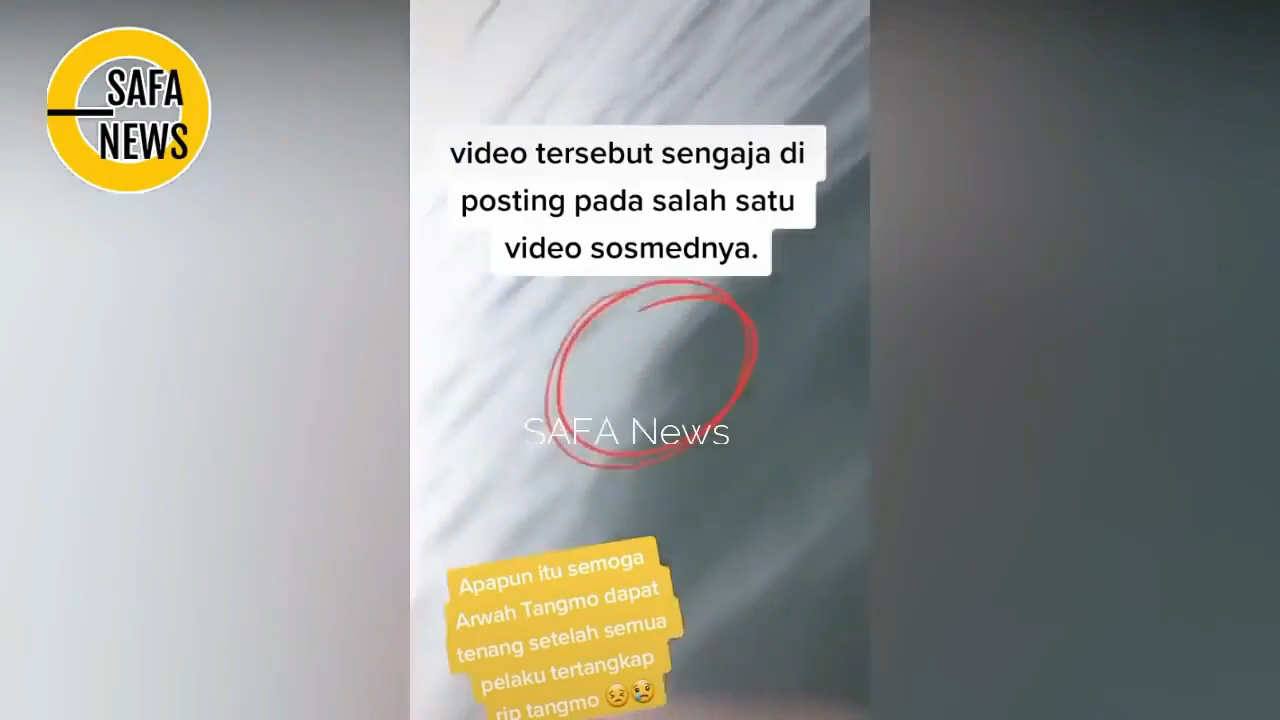 SAFA
NEWS
video tersebut sengaja di
posting pada salah satu
video sosmednya.
SAFA News
Apapun itu semoga
Arwah Tangmo dapat
tenang setelah semua
pelaku tertangkap
rip tangmo 😣😢